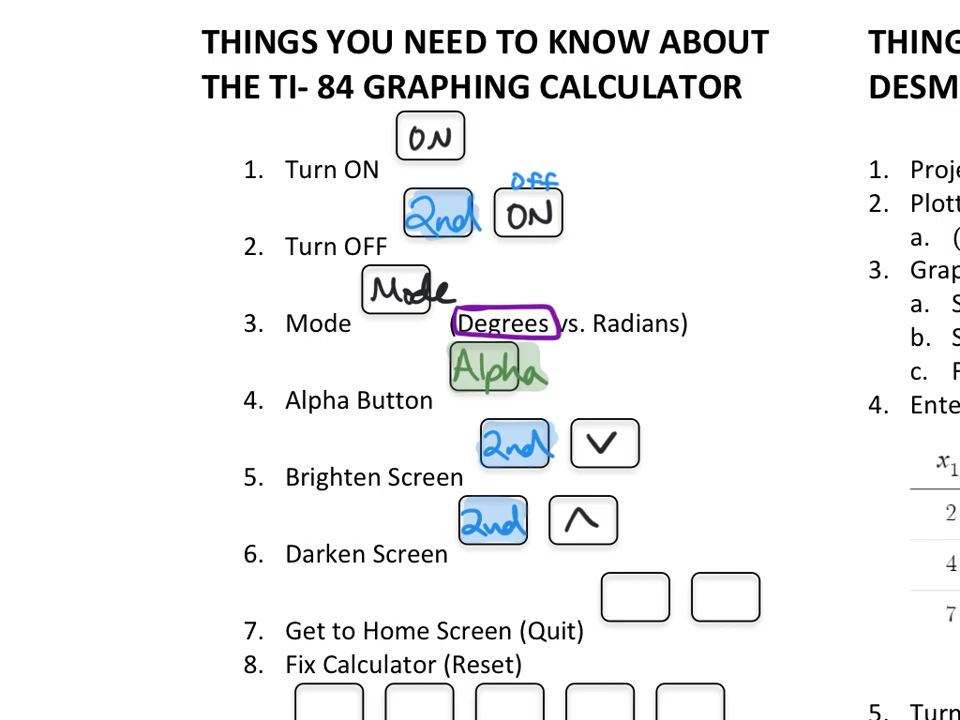 THINGS YOU NEED TO KNOW ABOUT
THE TI- 84 GRAPHING CALCULATOR
ON
1. Turn ON
OFF
2nd ON
2. Turn OFF
Mode
3. Mode (Degrees vs. Radians)
Alpha
4. Alpha Button
2nd ∨
5. Brighten Screen
2nd ∧
6. Darken Screen
7. Get to Home Screen (Quit)
8. Fix Calculator (Reset)
THING
DESM
1. Proje
2. Plott
a. (
3. Grap
a. S
b. S
c. F
4. Ente
x₁
2
4
7
5. Turn